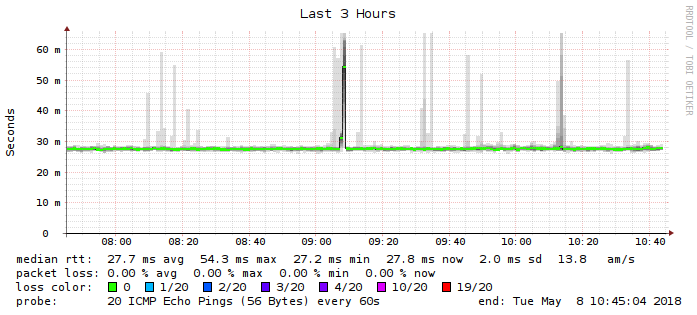 Last 3 Hours
RRDTOOL / TOBI OETIKER
Seconds
60 m
50 m
40 m
30 m
20 m
10 m
0
08:00 08:20 08:40 09:00 09:20 09:40 10:00 10:20 10:40
median rtt: 27.7 ms avg 54.3 ms max 27.2 ms min 27.8 ms now 2.0 ms sd 13.8 am/s
packet loss: 0.00 % avg 0.00 % max 0.00 % min 0.00 % now
loss color: 0 1/20 2/20 3/20 4/20 10/20 19/20
probe: 20 ICMP Echo Pings (56 Bytes) every 60s end: Tue May 8 10:45:04 2018